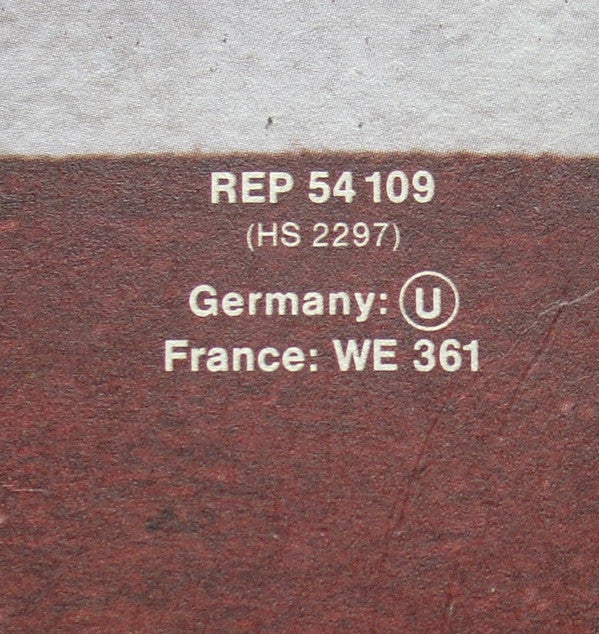 REP 54 109
(HS 2297)
Germany: Ⓤ
France: WE 361